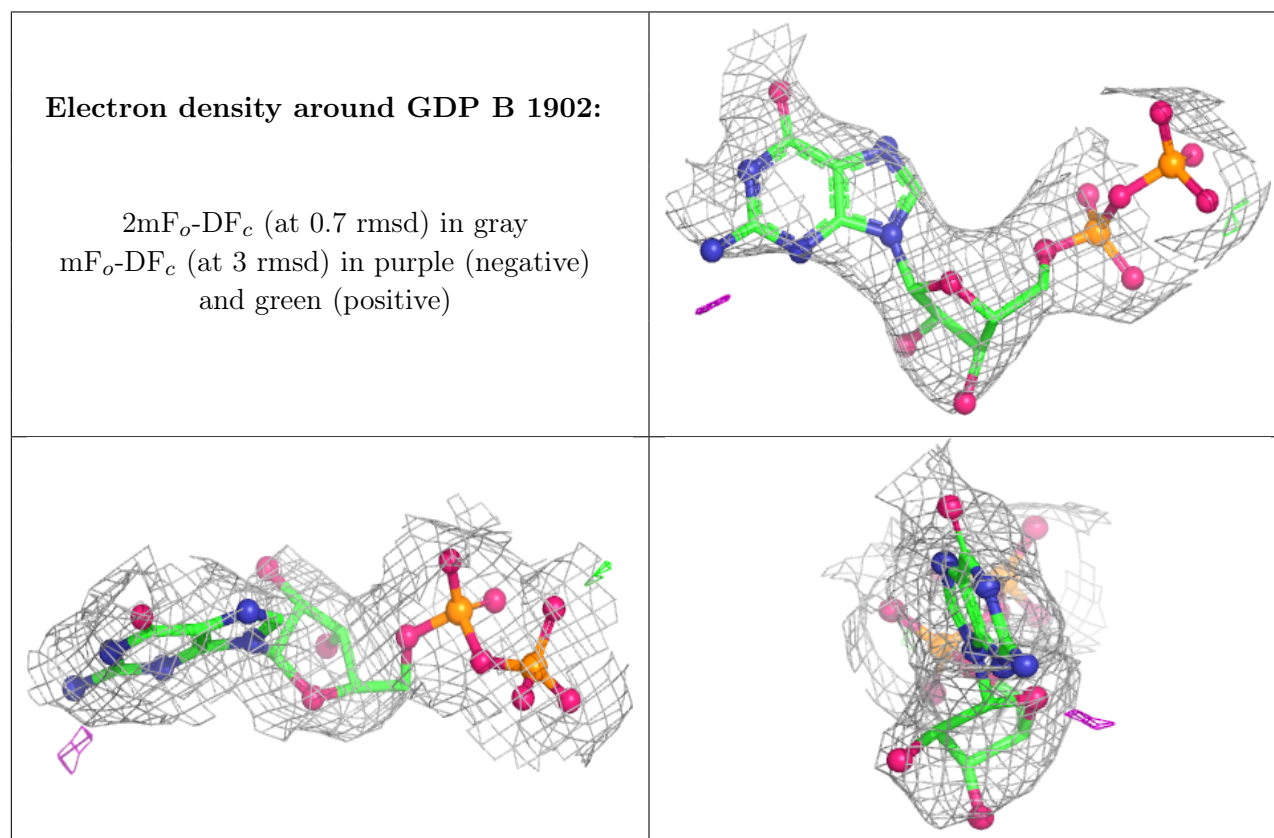 Electron density around GDP B 1902:
2mFo-DFc (at 0.7 rmsd) in gray
mFo-DFc (at 3 rmsd) in purple (negative)
and green (positive)